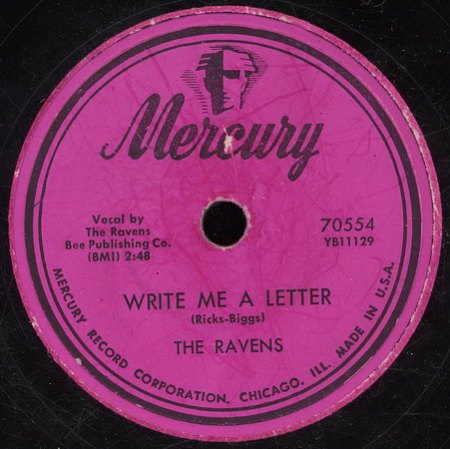 Mercury
Vocal by
The Ravens
Bee Publishing Co.
(BMI) 2:48
70554
YB11129
WRITE ME A LETTER
(Ricks-Biggs)
THE RAVENS
MERCURY RECORD CORPORATION, CHICAGO, ILL. MADE IN U.S.A.